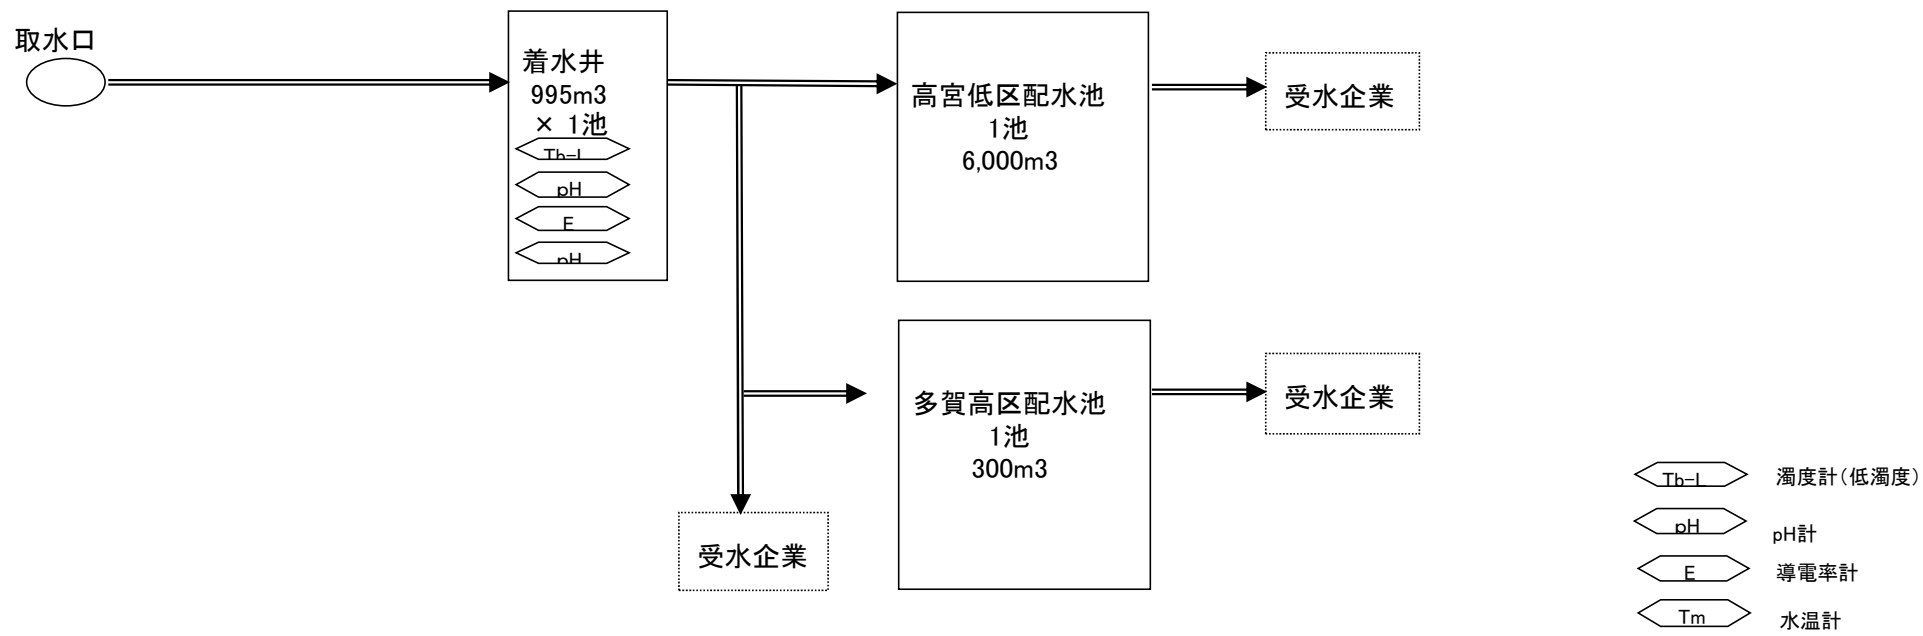 取水口
着水井
995m3
× 1池
Tb-L
pH
E
pH
高宮低区配水池
1池
6,000m3
受水企業
多賀高区配水池
1池
300m3
受水企業
受水企業
Tb-L
濁度計(低濁度)
pH
pH計
E
導電率計
Tm
水温計